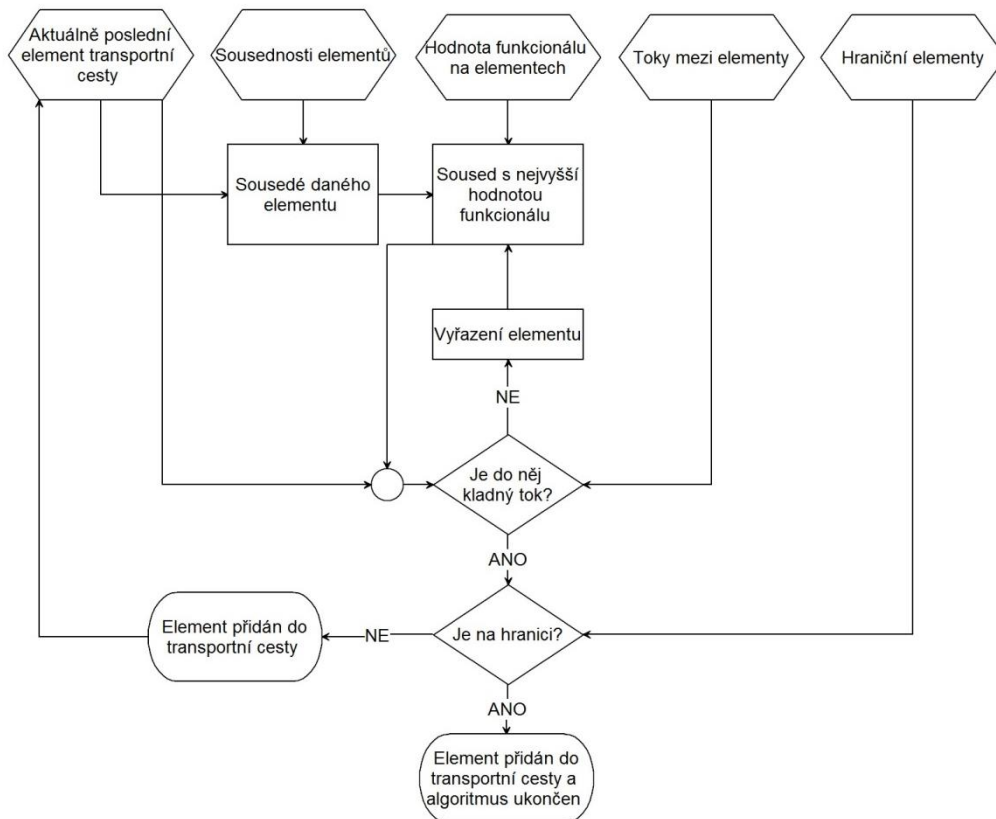 Aktuálně poslední
element transportní
cesty
Sousednosti elementů
Hodnota funkcionálu
na elementech
Toky mezi elementy
Hraniční elementy
Sousedé daného
elementu
Soused s nejvyšší
hodnotou
funkcionálu
Vyřazení elementu
NE
Je do něj
kladný tok?
ANO
Element přidán do
transportní cesty
NE
Je na hranici?
ANO
Element přidán do
transportní cesty a
algoritmus ukončen